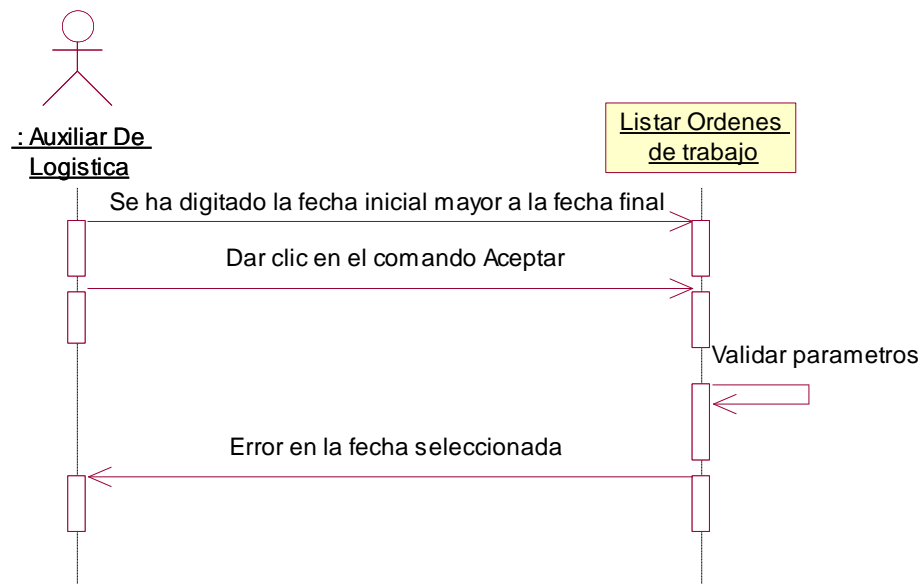 : Auxiliar De
Logistica
Listar Ordenes
de trabajo
Se ha digitado la fecha inicial mayor a la fecha final
Dar clic en el comando Aceptar
Validar parametros
Error en la fecha seleccionada